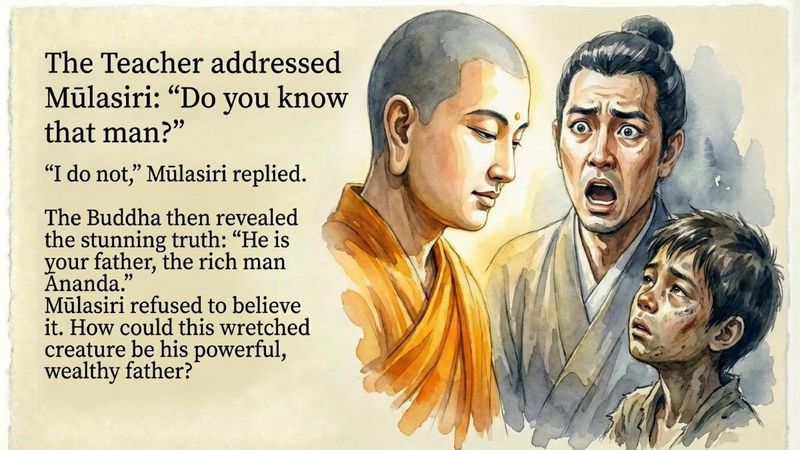 The Teacher addressed
Mūlasiri: “Do you know
that man?”
“I do not,” Mūlasiri replied.
The Buddha then revealed
the stunning truth: “He is
your father, the rich man
Ānanda.”
Mūlasiri refused to believe
it. How could this wretched
creature be his powerful,
wealthy father?